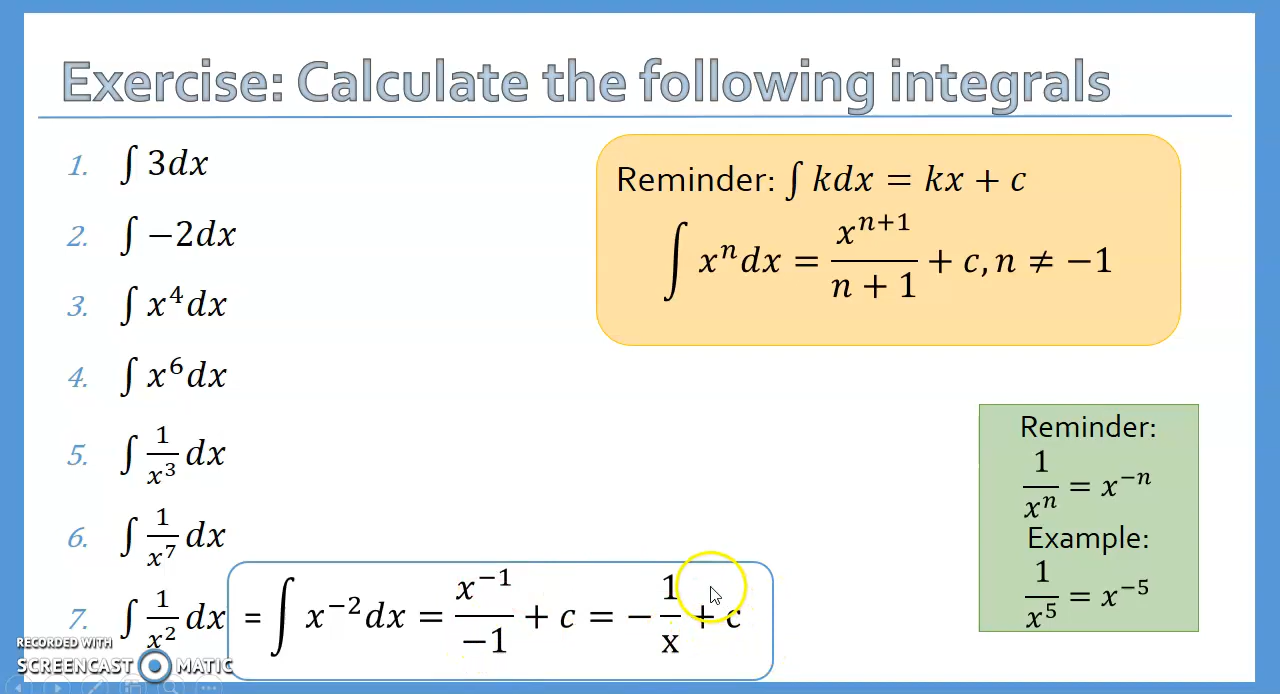 Exercise: Calculate the following integrals
1. ∫ 3dx
2. ∫ −2dx
3. ∫ x⁴dx
4. ∫ x⁶dx
5. ∫ 1/x³ dx
6. ∫ 1/x⁷ dx
7. ∫ 1/x² dx = ∫ x⁻²dx = x⁻¹/−1 + c = − 1/x + c
Reminder: ∫ kdx = kx + c
∫ xⁿdx = xⁿ⁺¹/n + 1 + c, n ≠ −1
Reminder:
1/xⁿ = x⁻ⁿ
Example:
1/x⁵ = x⁻⁵
RECORDED WITH
SCREENCAST MATIC